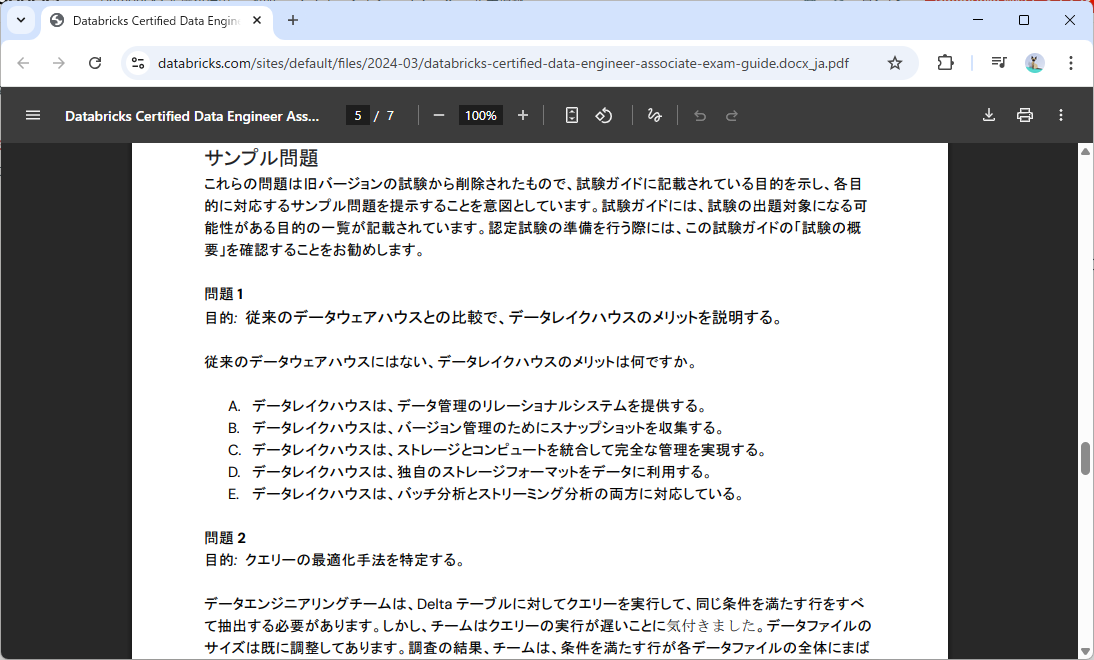 Databricks Certified Data Engine
databricks.com/sites/default/files/2024-03/databricks-certified-data-engineer-associate-exam-guide.docx_ja.pdf
Databricks Certified Data Engineer Ass... 5 / 7 100%
サンプル問題
これらの問題は旧バージョンの試験から削除されたもので、試験ガイドに記載されている目的を示し、各目
的に対応するサンプル問題を提示することを意図としています。試験ガイドには、試験の出題対象になる可
能性がある目的の一覧が記載されています。認定試験の準備を行う際には、この試験ガイドの「試験の概
要」を確認することをお勧めします。
問題 1
目的: 従来のデータウェアハウスとの比較で、データレイクハウスのメリットを説明する。
従来のデータウェアハウスにはない、データレイクハウスのメリットは何ですか。
A. データレイクハウスは、データ管理のリレーショナルシステムを提供する。
B. データレイクハウスは、バージョン管理のためにスナップショットを収集する。
C. データレイクハウスは、ストレージとコンピュートを統合して完全な管理を実現する。
D. データレイクハウスは、独自のストレージフォーマットをデータに利用する。
E. データレイクハウスは、バッチ分析とストリーミング分析の両方に対応している。
問題 2
目的: クエリーの最適化手法を特定する。
データエンジニアリングチームは、Delta テーブルに対してクエリーを実行して、同じ条件を満たす行をすべ
て抽出する必要があります。しかし、チームはクエリーの実行が遅いことに気付きました。データファイルの
サイズは既に調整してあります。調査の結果、チームは、条件を満たす行が各データファイルの全体にまば